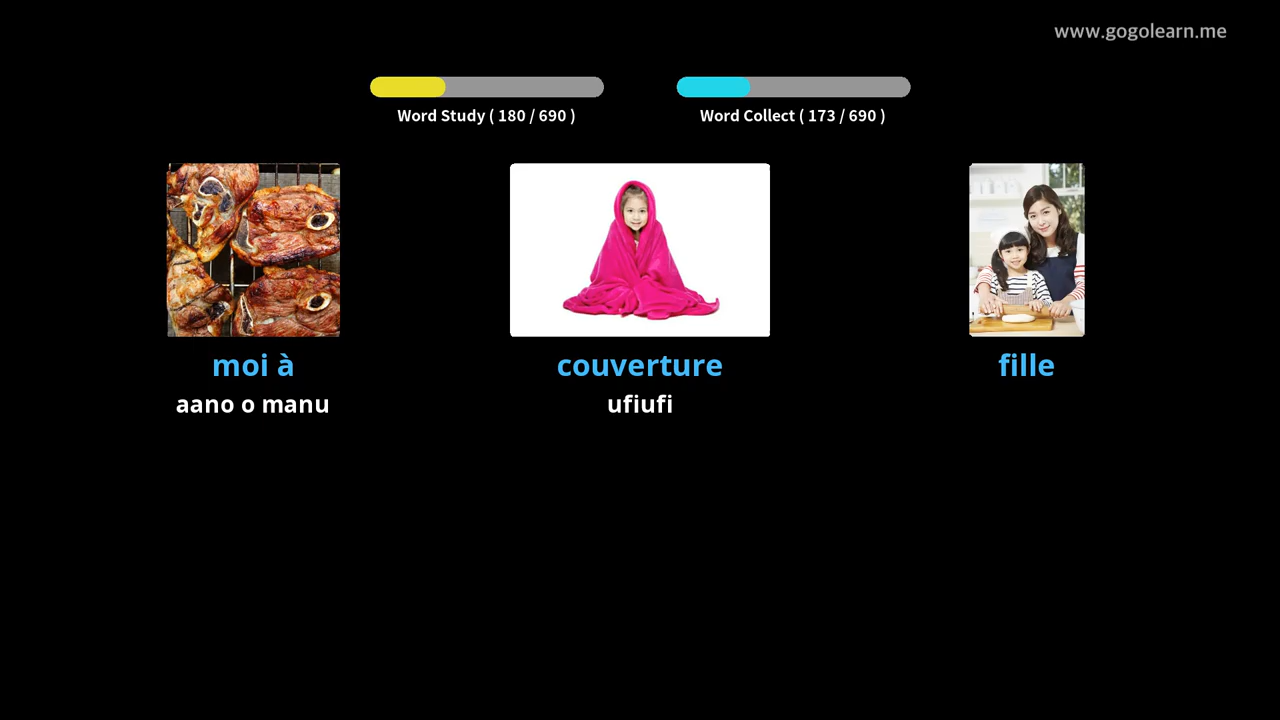 www.gogolearn.me
Word Study ( 180 / 690 )
Word Collect ( 173 / 690 )
moi à
aano o manu
couverture
ufiufi
fille